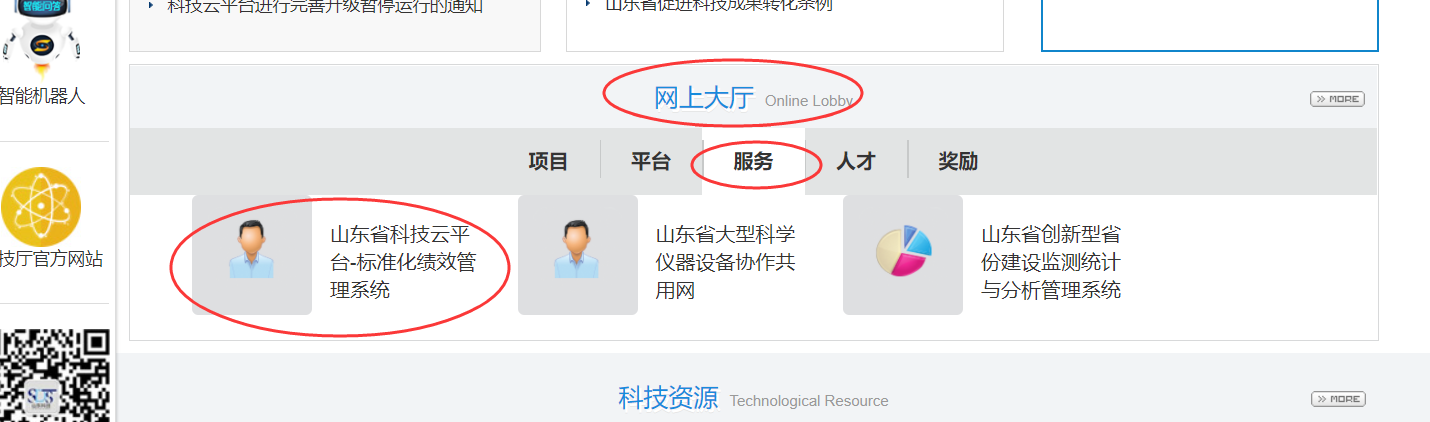 科技云平台进行完善升级暂停运行的通知
山东省促进科技成果转化条例
智能问答
智能机器人
网上大厅 Online Lobby
>> MORE
项目
平台
服务
人才
奖励
技厅官方网站
山东省科技云平
台-标准化绩效管
理系统
山东省大型科学
仪器设备协作共
用网
山东省创新型省
份建设监测统计
与分析管理系统
科技资源 Technological Resource
>> MORE